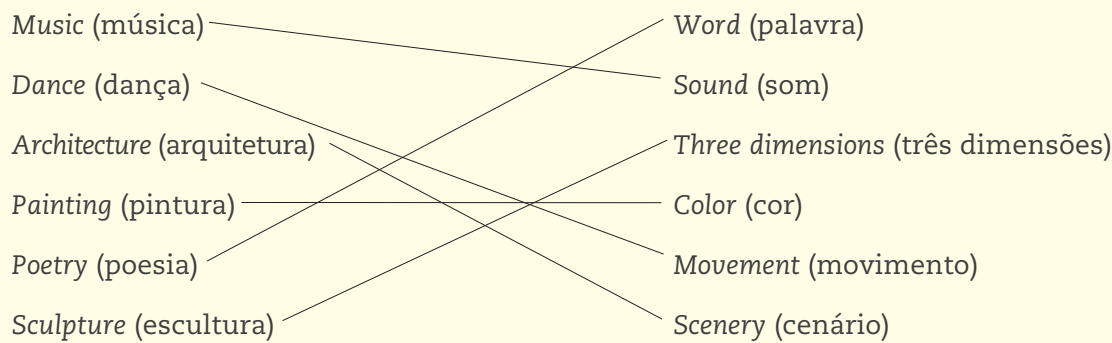 Music (música)
Dance (dança)
Architecture (arquitetura)
Painting (pintura)
Poetry (poesia)
Sculpture (escultura)
Word (palavra)
Sound (som)
Three dimensions (três dimensões)
Color (cor)
Movement (movimento)
Scenery (cenário)